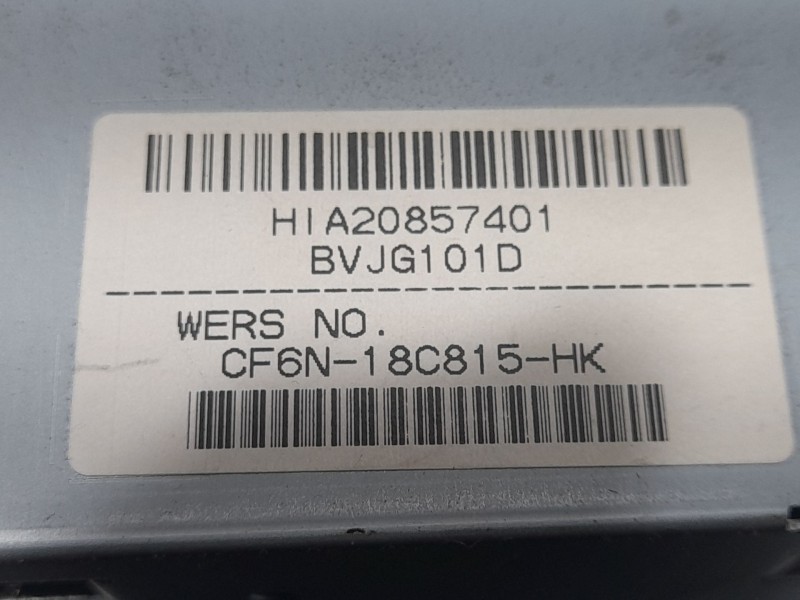 HIA20857401
BVJG101D
WERS NO.
CF6N-18C815-HK